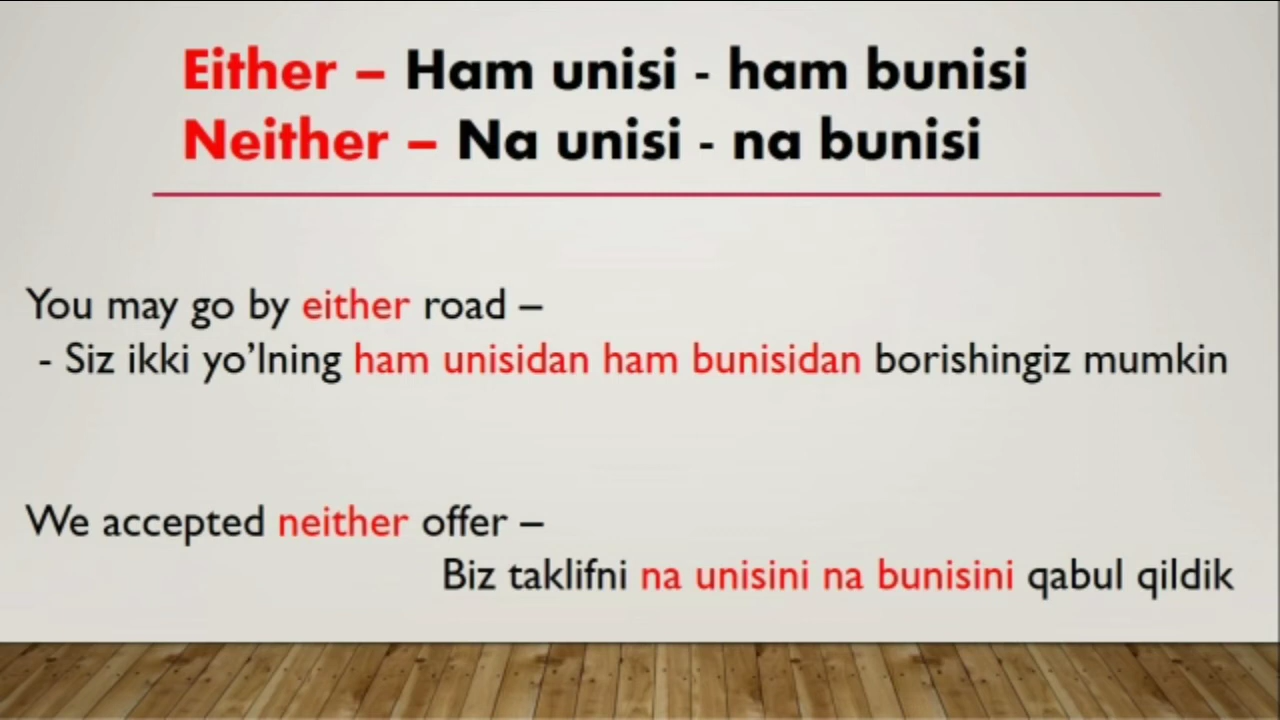 Either – Ham unisi - ham bunisi
Neither – Na unisi - na bunisi
You may go by either road –
- Siz ikki yo’lning ham unisidan ham bunisidan borishingiz mumkin
We accepted neither offer –
Biz taklifni na unisini na bunisini qabul qildik